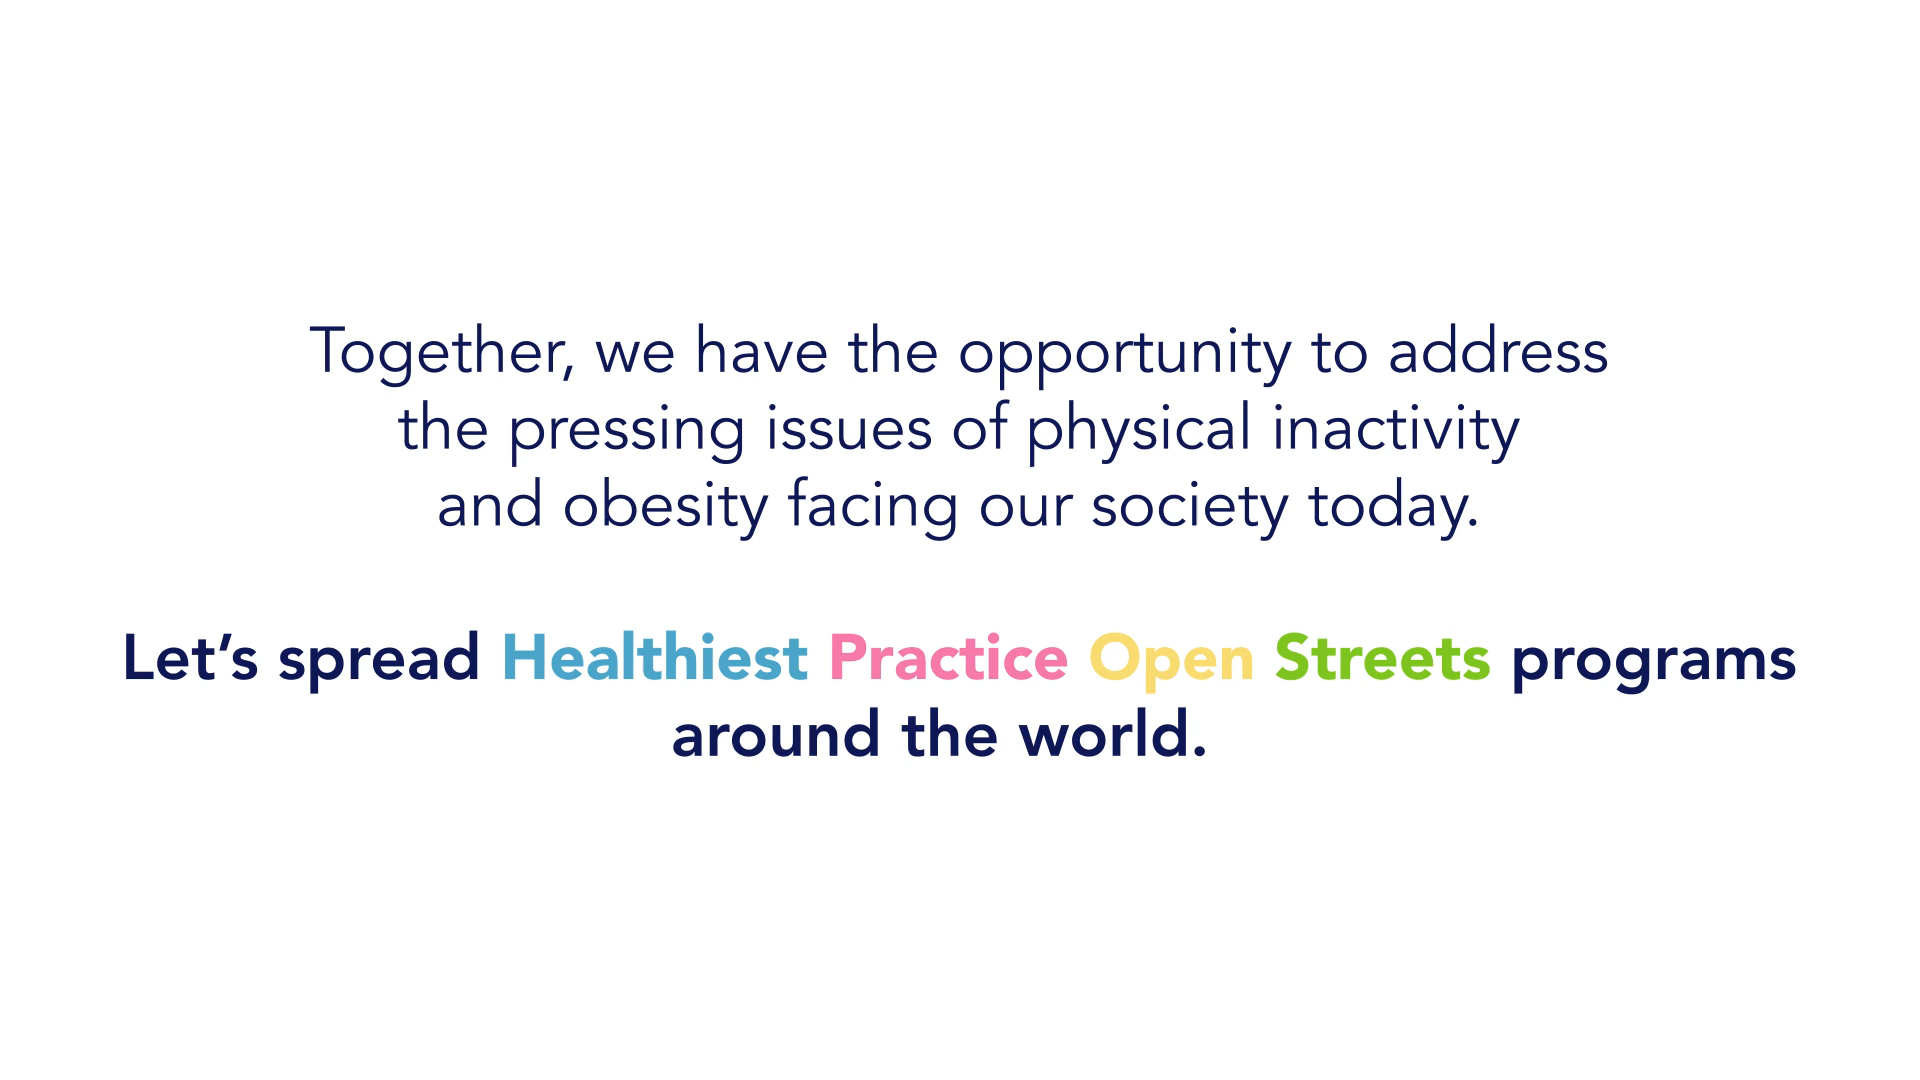 Together, we have the opportunity to address
the pressing issues of physical inactivity
and obesity facing our society today.
Let’s spread Healthiest Practice Open Streets programs
around the world.